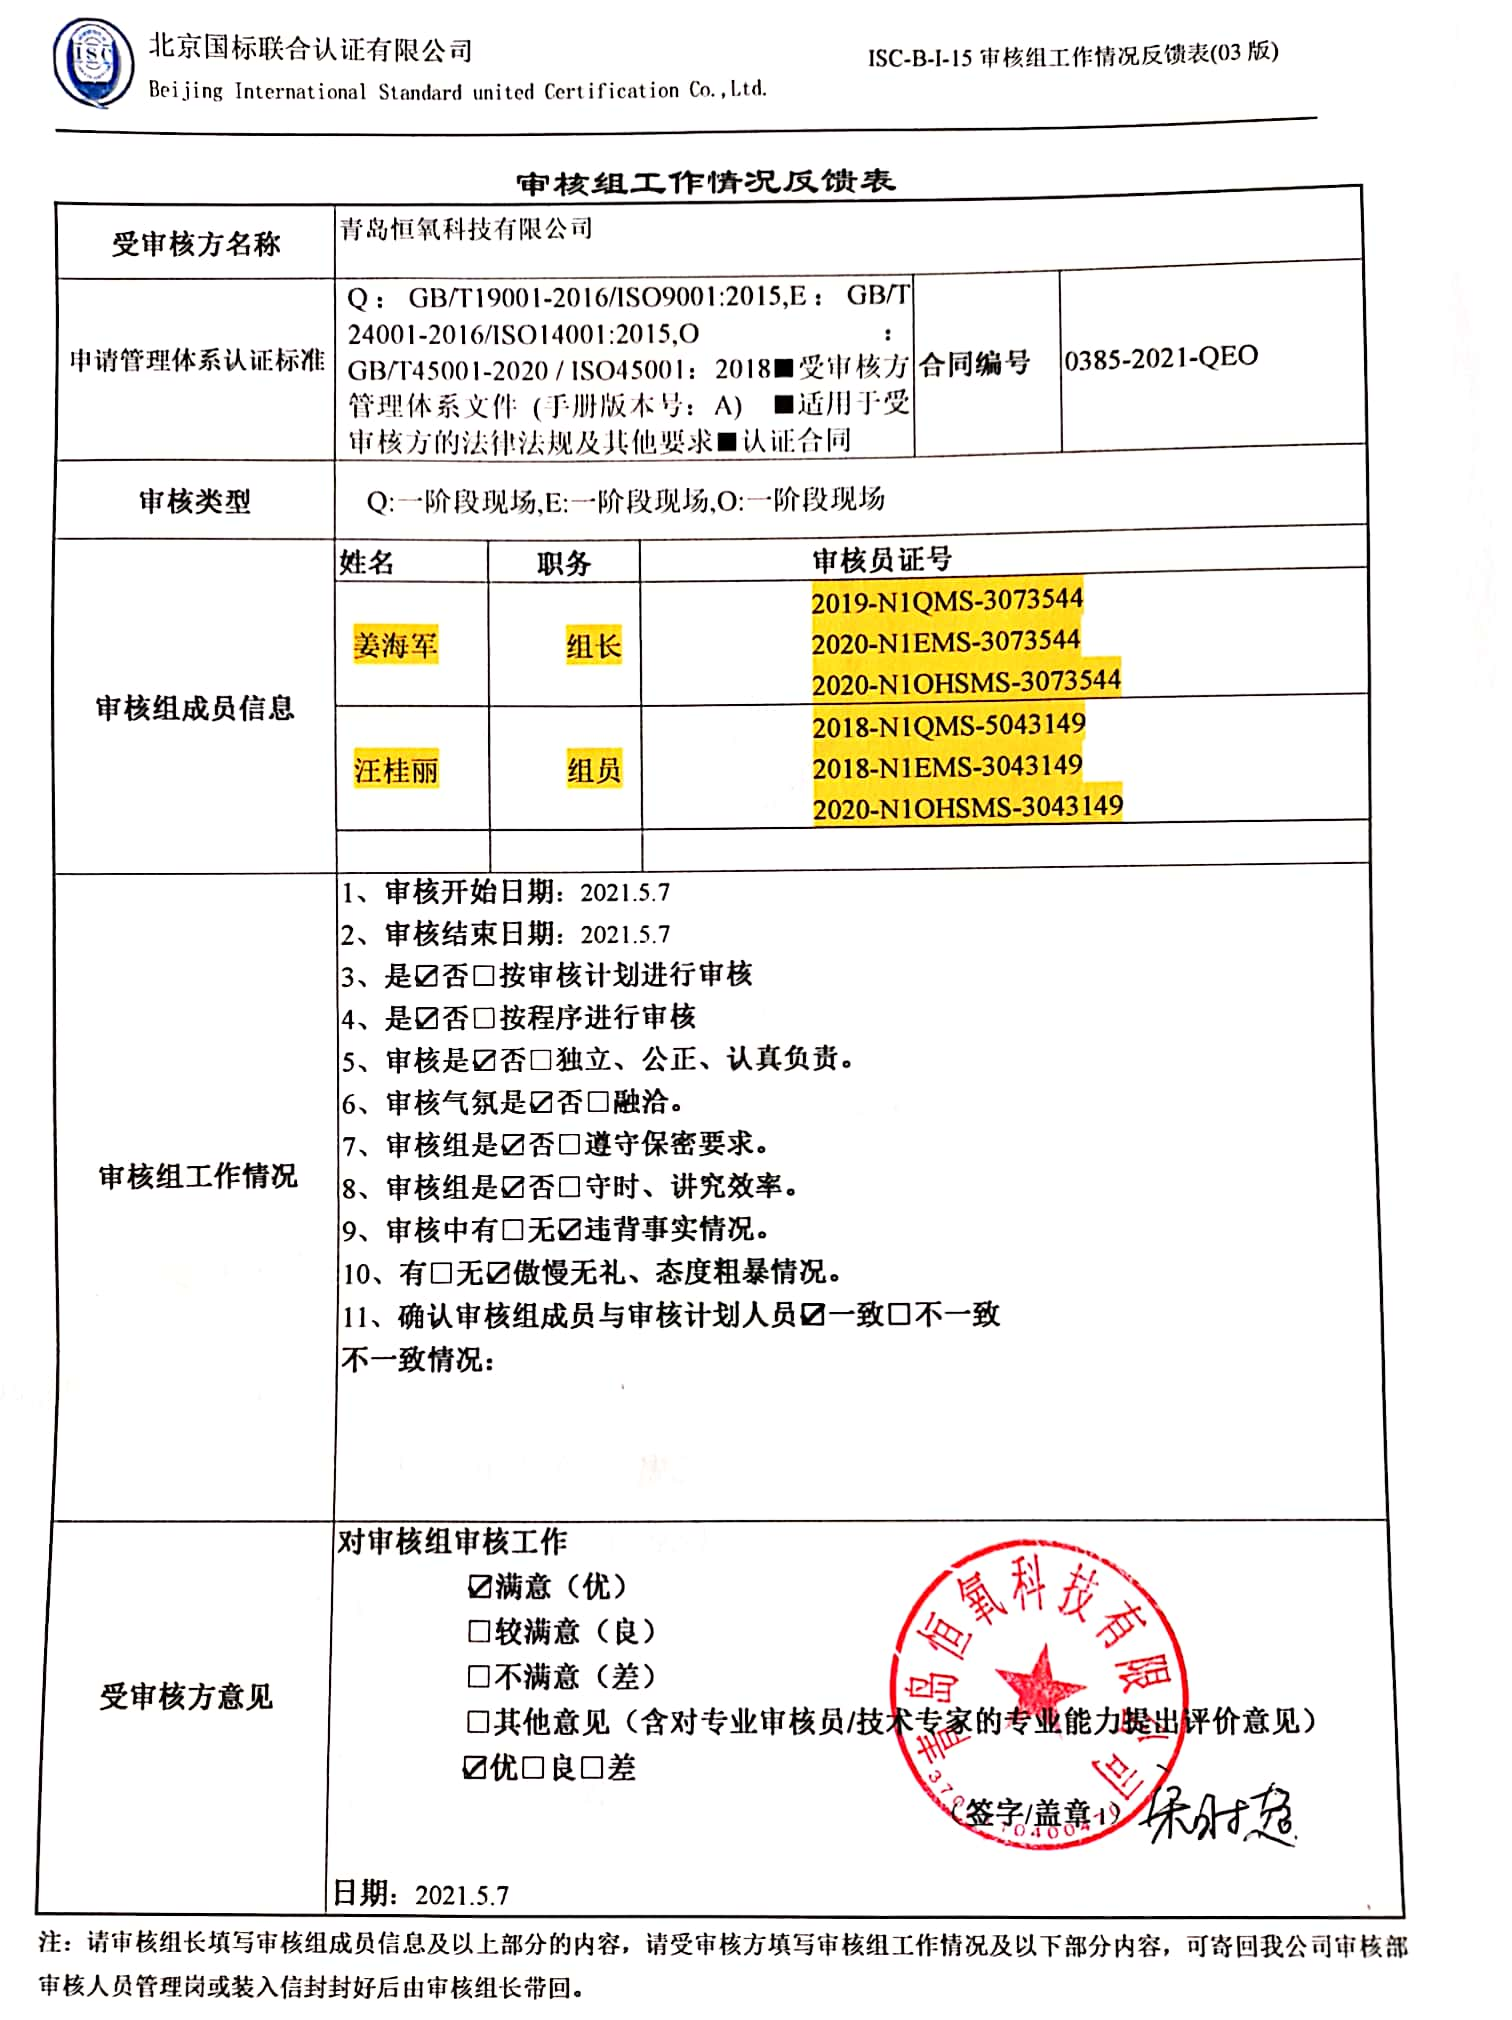 ISC
北京国标联合认证有限公司
ISC-B-I-15 审核组工作情况反馈表(03 版)
Beijing International Standard united Certification Co.,Ltd.
审核组工作情况反馈表
受审核方名称
青岛恒氧科技有限公司
申请管理体系认证标准
Q： GB/T19001-2016/ISO9001:2015,E： GB/T
24001-2016/ISO14001:2015,O ：
GB/T45001-2020 / ISO45001：2018■受审核方
管理体系文件 (手册版本号：A) ■适用于受
审核方的法律法规及其他要求■认证合同
合同编号
0385-2021-QEO
审核类型
Q:一阶段现场,E:一阶段现场,O:一阶段现场
审核组成员信息
姓名 职务 审核员证号
姜海军 组长
2019-N1QMS-3073544
2020-N1EMS-3073544
2020-N1OHSMS-3073544
汪桂丽 组员
2018-N1QMS-5043149
2018-N1EMS-3043149
2020-N1OHSMS-3043149
审核组工作情况
1、审核开始日期：2021.5.7
2、审核结束日期：2021.5.7
3、是☑否□按审核计划进行审核
4、是☑否□按程序进行审核
5、审核是☑否□独立、公正、认真负责。
6、审核气氛是☑否□融洽。
7、审核组是☑否□遵守保密要求。
8、审核组是☑否□守时、讲究效率。
9、审核中有□无☑违背事实情况。
10、有□无☑傲慢无礼、态度粗暴情况。
11、确认审核组成员与审核计划人员☑一致□不一致
不一致情况：
受审核方意见
对审核组审核工作
☑满意（优）
□较满意（良）
□不满意（差）
□其他意见（含对专业审核员/技术专家的专业能力提出评价意见）
☑优□良□差
（签字/盖章）
青岛恒氧科技有限公司
日期：2021.5.7
注：请审核组长填写审核组成员信息及以上部分的内容，请受审核方填写审核组工作情况及以下部分内容，可寄回我公司审核部
审核人员管理岗或装入信封封好后由审核组长带回。